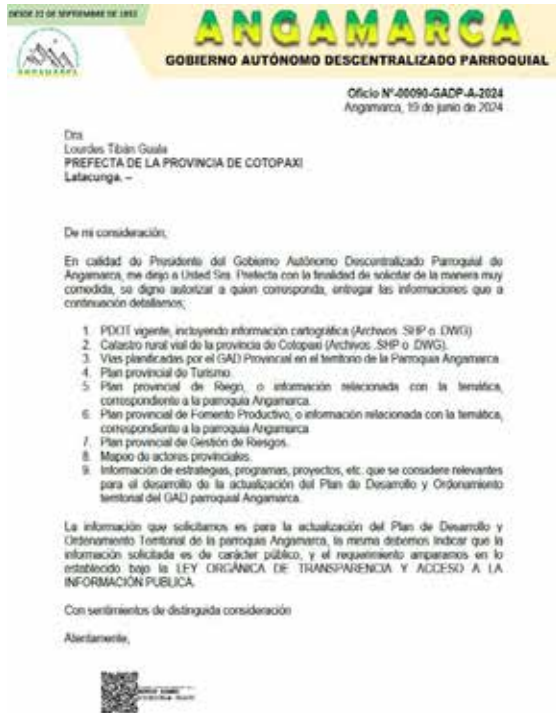 DESDE 22 DE SEPTIEMBRE DE 1892
ANGAMARCA
GOBIERNO AUTÓNOMO DESCENTRALIZADO PARROQUIAL
ANGAMARCA
Oficio N°-00090-GADP-A-2024
Angamarca, 19 de junio de 2024
Dra.
Lourdes Tibán Guala
PREFECTA DE LA PROVINCIA DE COTOPAXI
Latacunga. –
De mi consideración,
En calidad de Presidente del Gobierno Autónomo Descentralizado Parroquial de
Angamarca, me dirijo a Usted Sra. Prefecta con la finalidad de solicitar de la manera muy
comedida, se digne autorizar a quien corresponda, entregar las informaciones que a
continuación detallamos;
1. PDOT vigente, incluyendo información cartográfica (Archivos .SHP o .DWG)
2. Catastro rural vial de la provincia de Cotopaxi (Archivos .SHP o .DWG).
3. Vías planificadas por el GAD Provincial en el territorio de la Parroquia Angamarca
4. Plan provincial de Turismo.
5. Plan provincial de Riego, o información relacionada con la temática,
correspondiente a la parroquia Angamarca.
6. Plan provincial de Fomento Productivo, o información relacionada con la temática,
correspondiente a la parroquia Angamarca
7. Plan provincial de Gestión de Riesgos.
8. Mapeo de actores provinciales.
9. Información de estrategias, programas, proyectos, etc. que se considere relevantes
para el desarrollo de la actualización del Plan de Desarrollo y Ordenamiento
territorial del GAD parroquial Angamarca.
La información que solicitamos es para la actualización del Plan de Desarrollo y
Ordenamiento Territorial de la parroquia Angamarca, la misma debemos indicar que la
información solicitada es de carácter público, y el requerimiento amparamos en lo
establecido bajo la LEY ORGÁNICA DE TRANSPARENCIA Y ACCESO A LA
INFORMACIÓN PUBLICA.
Con sentimientos de distinguida consideración
Atentamente,